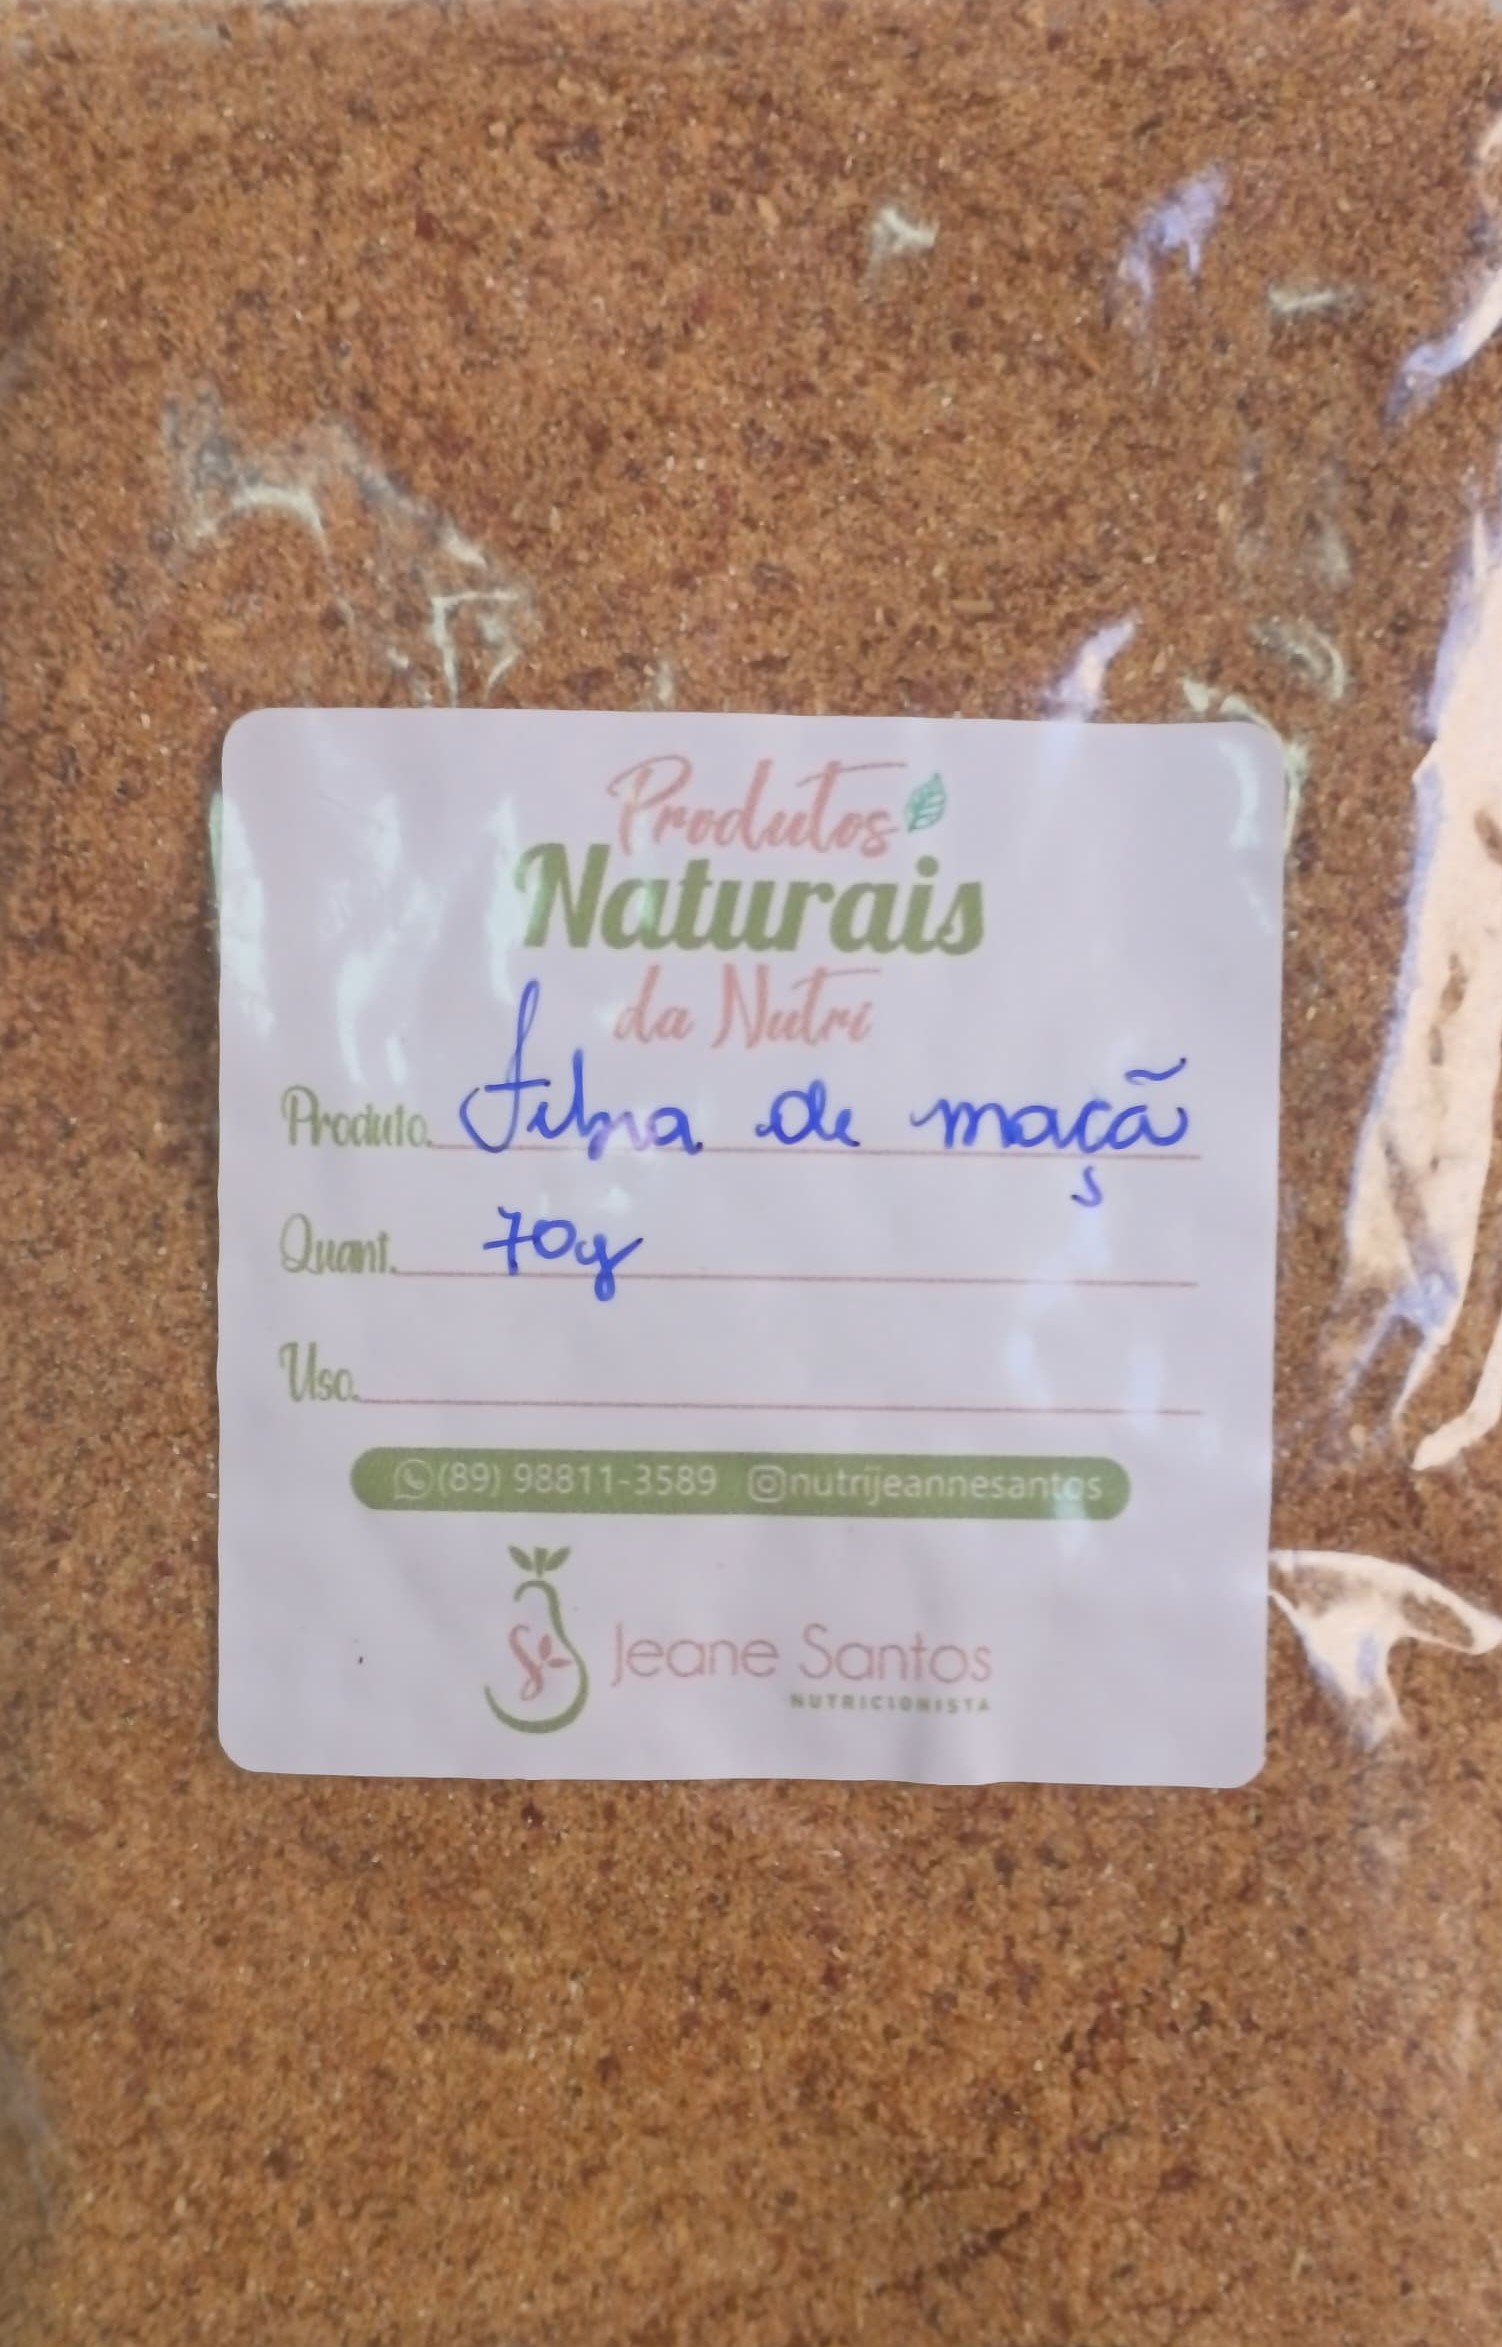 Produtos
Naturais
da Nutri
Produto. Fibra de maçã
Quant. 70g
Uso.
(89) 98811-3589 nutrijeannesantos
Jeane Santos
NUTRICIONISTA